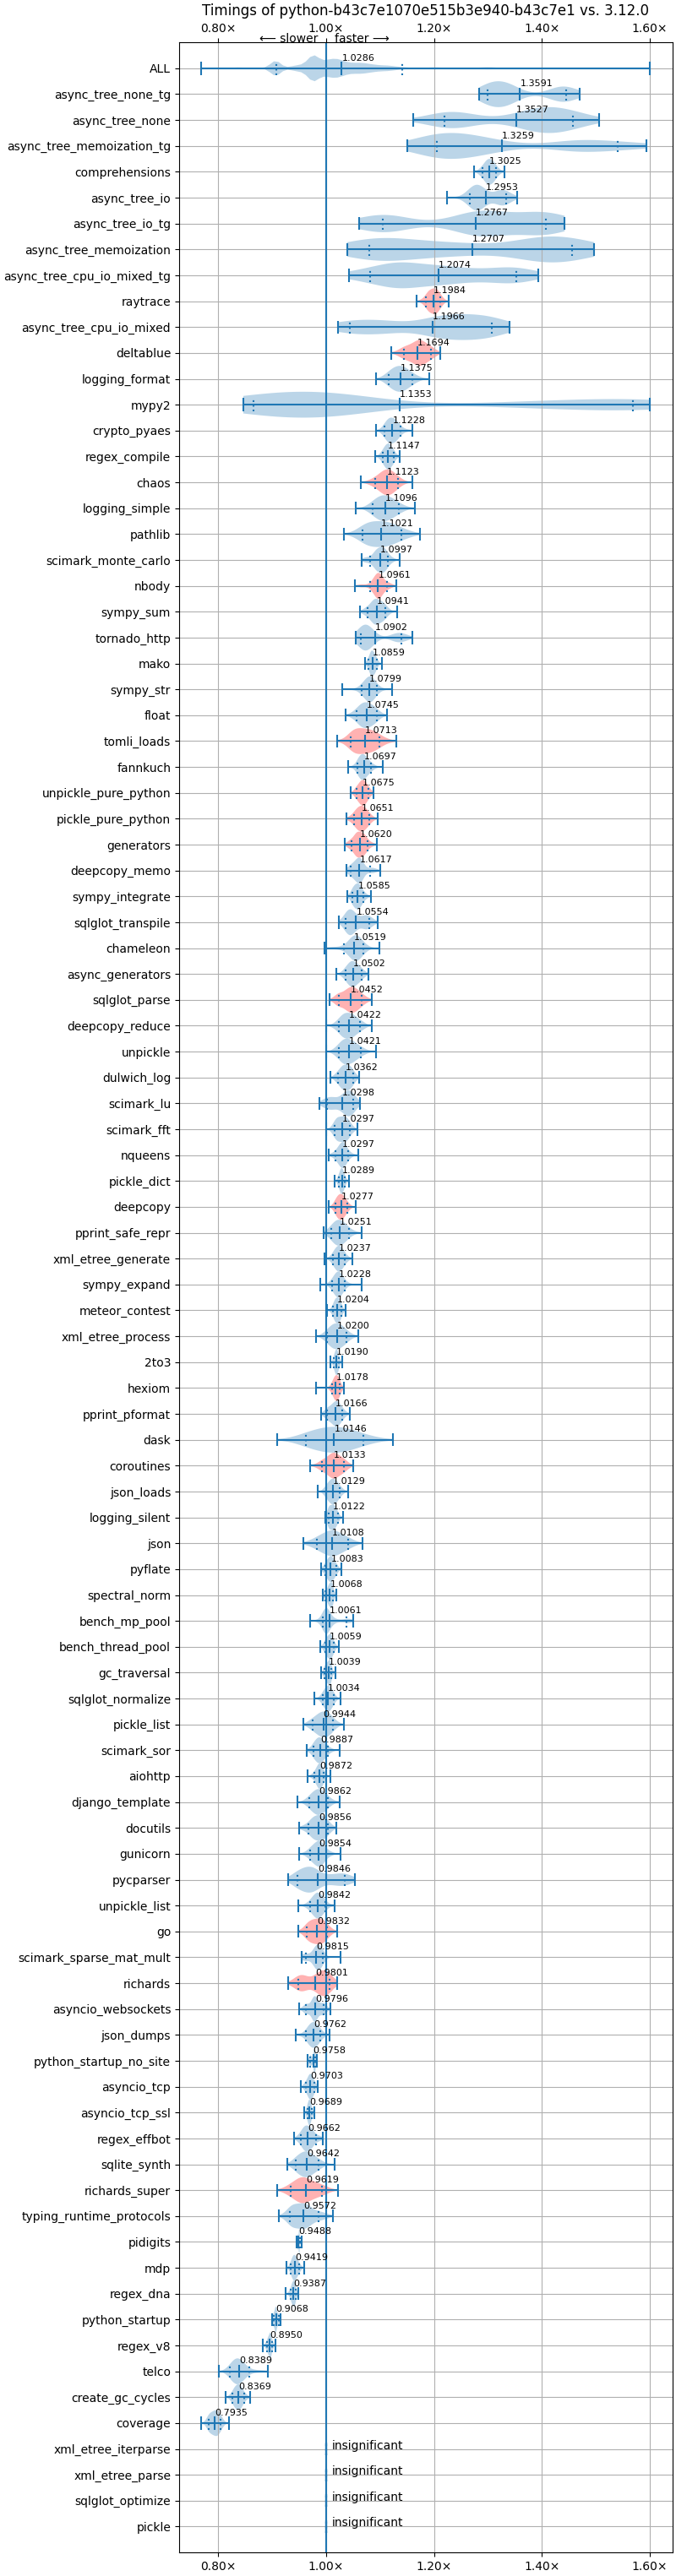 Timings of python-b43c7e1070e515b3e940-b43c7e1 vs. 3.12.0
0.80× 1.00× 1.20× 1.40× 1.60×
⟵ slower faster ⟶
ALL 1.0286
async_tree_none_tg 1.3591
async_tree_none 1.3527
async_tree_memoization_tg 1.3259
comprehensions 1.3025
async_tree_io 1.2953
async_tree_io_tg 1.2767
async_tree_memoization 1.2707
async_tree_cpu_io_mixed_tg 1.2074
raytrace 1.1984
async_tree_cpu_io_mixed 1.1966
deltablue 1.1694
logging_format 1.1375
mypy2 1.1353
crypto_pyaes 1.1228
regex_compile 1.1147
chaos 1.1123
logging_simple 1.1096
pathlib 1.1021
scimark_monte_carlo 1.0997
nbody 1.0961
sympy_sum 1.0941
tornado_http 1.0902
mako 1.0859
sympy_str 1.0799
float 1.0745
tomli_loads 1.0713
fannkuch 1.0697
unpickle_pure_python 1.0675
pickle_pure_python 1.0651
generators 1.0620
deepcopy_memo 1.0617
sympy_integrate 1.0585
sqlglot_transpile 1.0554
chameleon 1.0519
async_generators 1.0502
sqlglot_parse 1.0452
deepcopy_reduce 1.0422
unpickle 1.0421
dulwich_log 1.0362
scimark_lu 1.0298
scimark_fft 1.0297
nqueens 1.0297
pickle_dict 1.0289
deepcopy 1.0277
pprint_safe_repr 1.0251
xml_etree_generate 1.0237
sympy_expand 1.0228
meteor_contest 1.0204
xml_etree_process 1.0200
2to3 1.0190
hexiom 1.0178
pprint_pformat 1.0166
dask 1.0146
coroutines 1.0133
json_loads 1.0129
logging_silent 1.0122
json 1.0108
pyflate 1.0083
spectral_norm 1.0068
bench_mp_pool 1.0061
bench_thread_pool 1.0059
gc_traversal 1.0039
sqlglot_normalize 1.0034
pickle_list 0.9944
scimark_sor 0.9887
aiohttp 0.9872
django_template 0.9862
docutils 0.9856
gunicorn 0.9854
pycparser 0.9846
unpickle_list 0.9842
go 0.9832
scimark_sparse_mat_mult 0.9815
richards 0.9801
asyncio_websockets 0.9796
json_dumps 0.9762
python_startup_no_site 0.9758
asyncio_tcp 0.9703
asyncio_tcp_ssl 0.9689
regex_effbot 0.9662
sqlite_synth 0.9642
richards_super 0.9619
typing_runtime_protocols 0.9572
pidigits 0.9488
mdp 0.9419
regex_dna 0.9387
python_startup 0.9068
regex_v8 0.8950
telco 0.8389
create_gc_cycles 0.8369
coverage 0.7935
xml_etree_iterparse insignificant
xml_etree_parse insignificant
sqlglot_optimize insignificant
pickle insignificant
0.80× 1.00× 1.20× 1.40× 1.60×